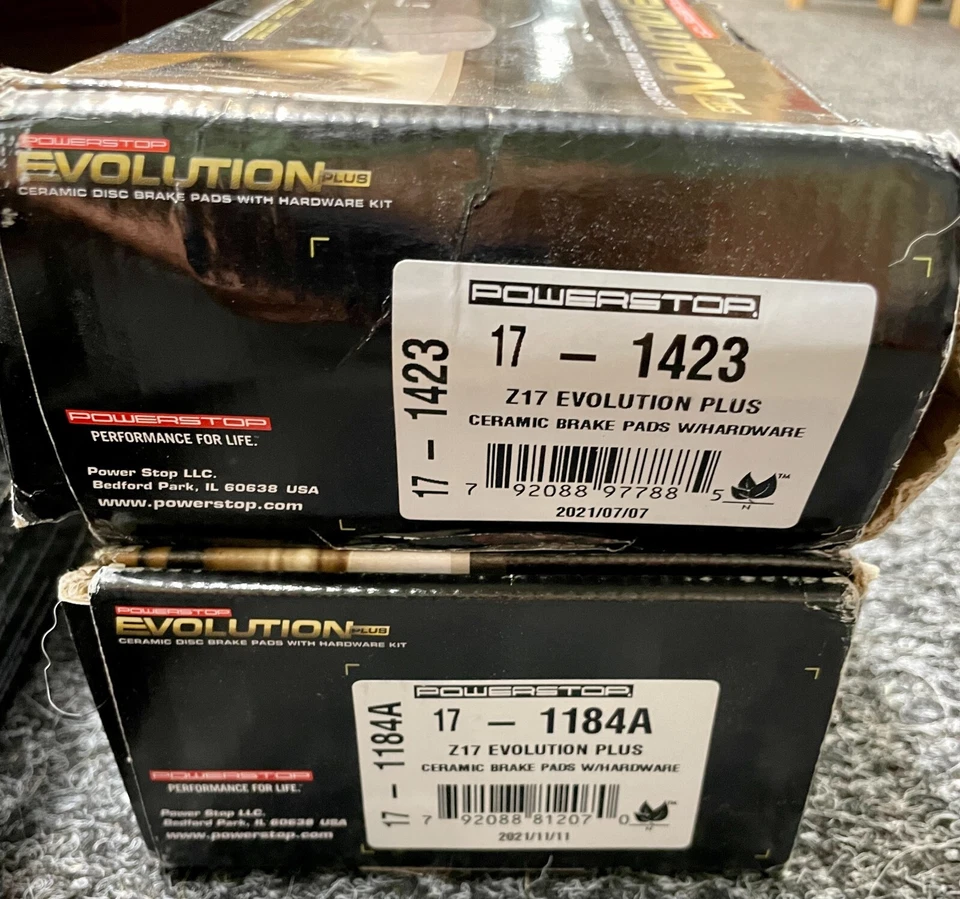 POWERSTOP
EVOLUTION PLUS
CERAMIC DISC BRAKE PADS WITH HARDWARE KIT
EVOLUTION
POWERSTOP
PERFORMANCE FOR LIFE.
Power Stop LLC.
Bedford Park, IL 60638 USA
www.powerstop.com
POWERSTOP.
17 - 1423
17 - 1423
Z17 EVOLUTION PLUS
CERAMIC BRAKE PADS W/HARDWARE
7 92088 97788 5
TM
N
2021/07/07
POWERSTOP
EVOLUTION PLUS
CERAMIC DISC BRAKE PADS WITH HARDWARE KIT
POWERSTOP
PERFORMANCE FOR LIFE.
Power Stop LLC.
Bedford Park, IL 60638 USA
www.powerstop.com
POWERSTOP.
17 - 1184A
17 - 1184A
Z17 EVOLUTION PLUS
CERAMIC BRAKE PADS W/HARDWARE
7 92088 81207 0
TM
N
2021/11/11